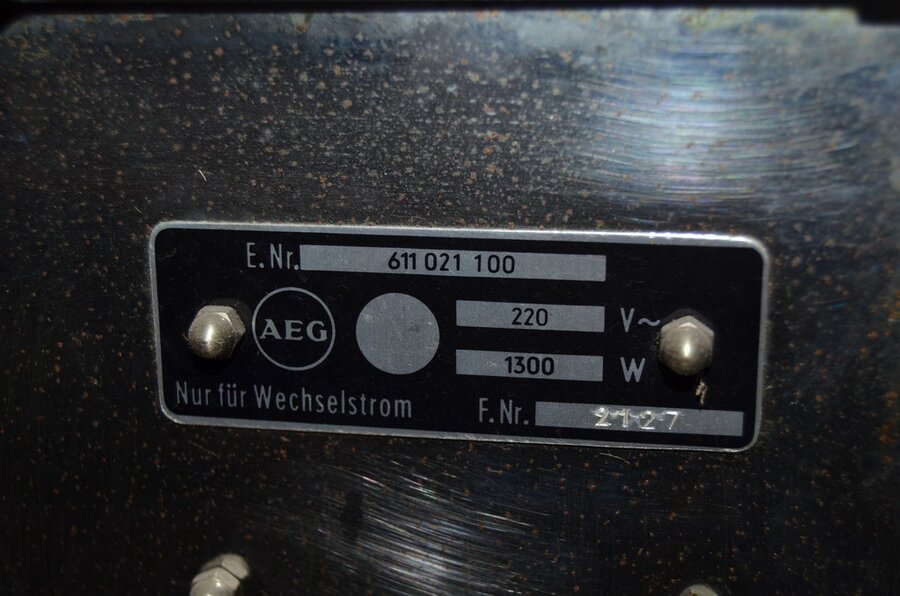 E.Nr. 611 021 100
AEG
220 V~
1300 W
Nur für Wechselstrom
F.Nr. 2127